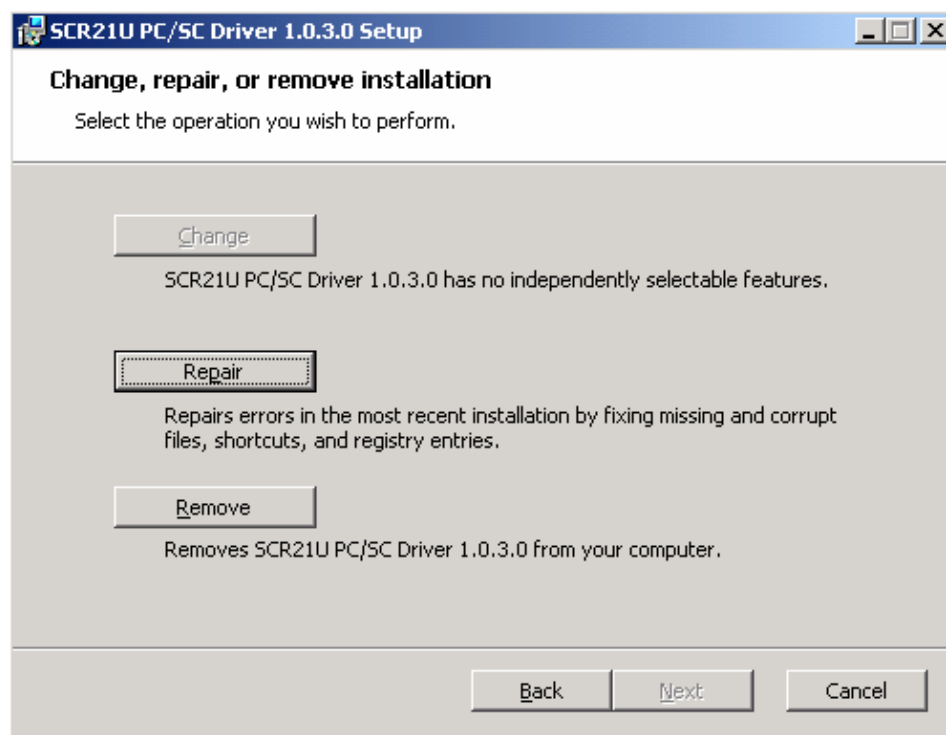 SCR21U PC/SC Driver 1.0.3.0 Setup
Change, repair, or remove installation
Select the operation you wish to perform.
Change
SCR21U PC/SC Driver 1.0.3.0 has no independently selectable features.
Repair
Repairs errors in the most recent installation by fixing missing and corrupt
files, shortcuts, and registry entries.
Remove
Removes SCR21U PC/SC Driver 1.0.3.0 from your computer.
Back Next Cancel